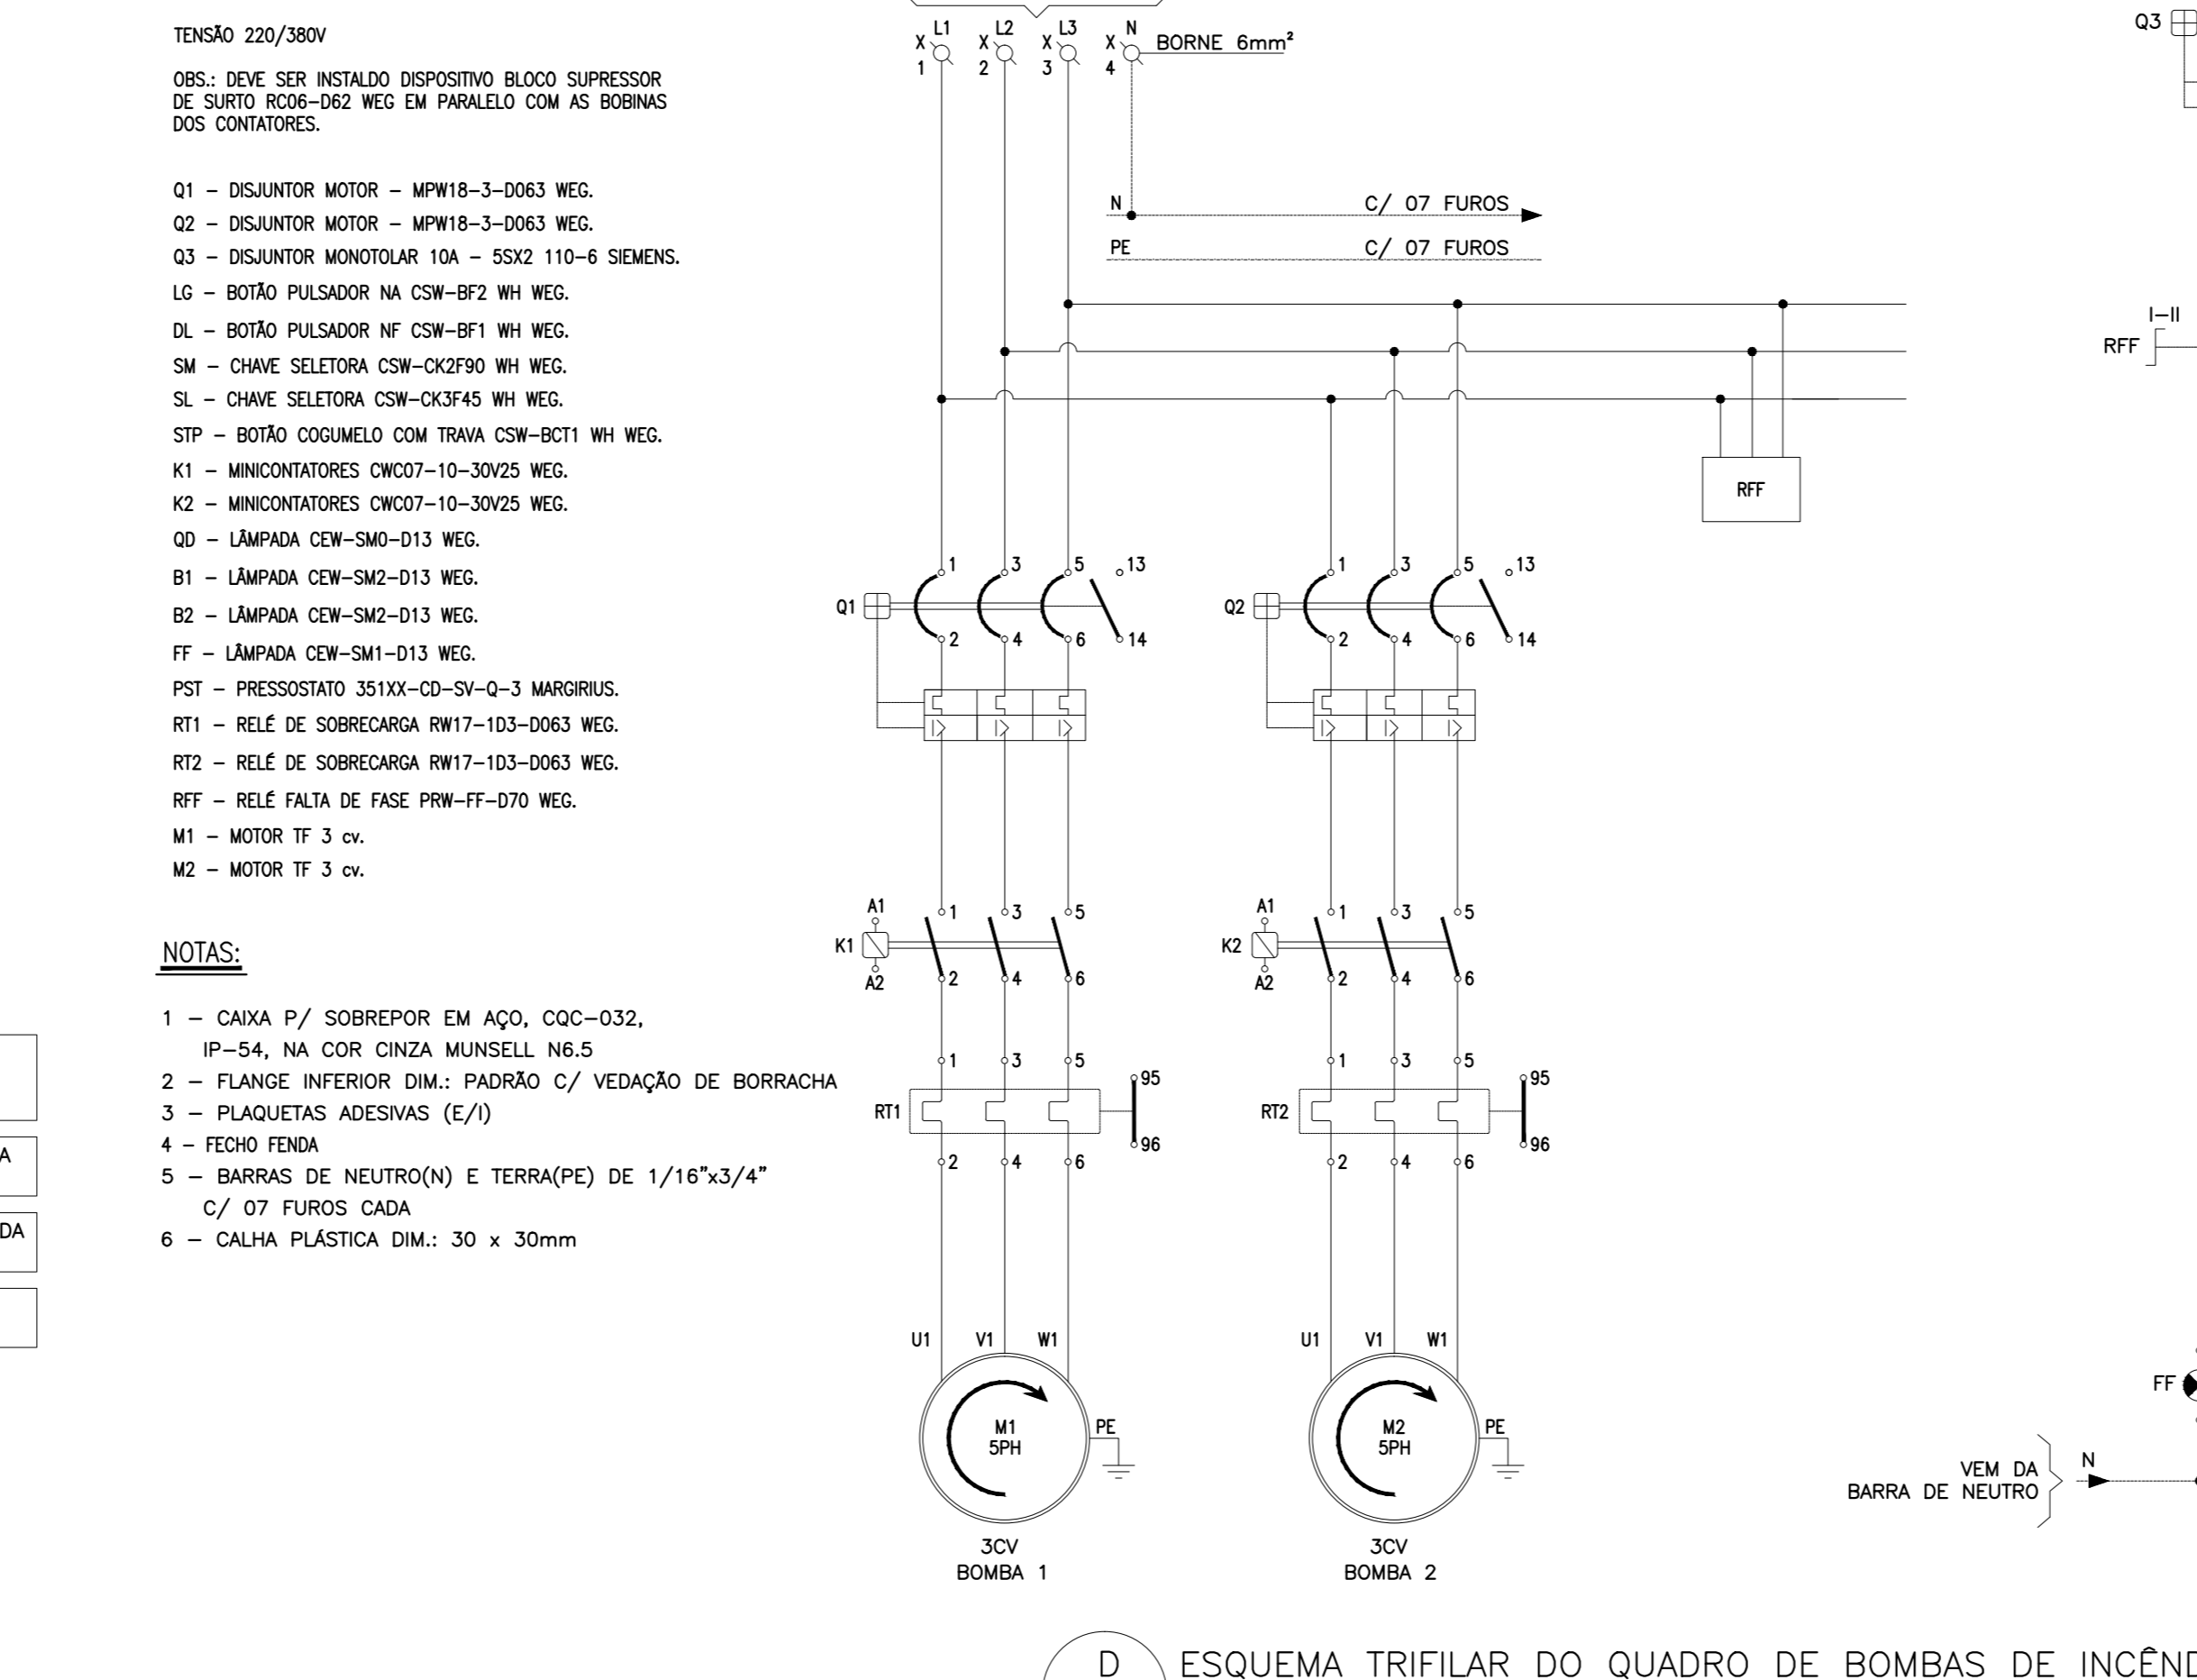 TENSÃO 220/380V
OBS.: DEVE SER INSTALDO DISPOSITIVO BLOCO SUPRESSOR
DE SURTO RC06-D62 WEG EM PARALELO COM AS BOBINAS
DOS CONTATORES.
Q1 - DISJUNTOR MOTOR - MPW18-3-D063 WEG.
Q2 - DISJUNTOR MOTOR - MPW18-3-D063 WEG.
Q3 - DISJUNTOR MONOTOLAR 10A - 5SX2 110-6 SIEMENS.
LG - BOTÃO PULSADOR NA CSW-BF2 WH WEG.
DL - BOTÃO PULSADOR NF CSW-BF1 WH WEG.
SM - CHAVE SELETORA CSW-CK2F90 WH WEG.
SL - CHAVE SELETORA CSW-CK3F45 WH WEG.
STP - BOTÃO COGUMELO COM TRAVA CSW-BCT1 WH WEG.
K1 - MINICONTATORES CWC07-10-30V25 WEG.
K2 - MINICONTATORES CWC07-10-30V25 WEG.
QD - LÂMPADA CEW-SM0-D13 WEG.
B1 - LÂMPADA CEW-SM2-D13 WEG.
B2 - LÂMPADA CEW-SM2-D13 WEG.
FF - LÂMPADA CEW-SM1-D13 WEG.
PST - PRESSOSTATO 351XX-CD-SV-Q-3 MARGIRIUS.
RT1 - RELÉ DE SOBRECARGA RW17-1D3-D063 WEG.
RT2 - RELÉ DE SOBRECARGA RW17-1D3-D063 WEG.
RFF - RELÉ FALTA DE FASE PRW-FF-D70 WEG.
M1 - MOTOR TF 3 cv.
M2 - MOTOR TF 3 cv.
NOTAS:
1 - CAIXA P/ SOBREPOR EM AÇO, CQC-032,
IP-54, NA COR CINZA MUNSELL N6.5
2 - FLANGE INFERIOR DIM.: PADRÃO C/ VEDAÇÃO DE BORRACHA
3 - PLAQUETAS ADESIVAS (E/I)
4 - FECHO FENDA
5 - BARRAS DE NEUTRO(N) E TERRA(PE) DE 1/16"x3/4"
C/ 07 FUROS CADA
6 - CALHA PLÁSTICA DIM.: 30 x 30mm
A
DA
L1 L2 L3 N
X X X X BORNE 6mm²
1 2 3 4
N C/ 07 FUROS
PE C/ 07 FUROS
RFF
1 3 5 13
Q1
2 4 6 14
1 3 5 13
Q2
2 4 6 14
I> I> I>
I> I> I>
A1 1 3 5
K1
A2 2 4 6
A1 1 3 5
K2
A2 2 4 6
1 3 5 95
RT1
2 4 6 96
1 3 5 95
RT2
2 4 6 96
U1 V1 W1
M1
5PH
PE
3CV
BOMBA 1
U1 V1 W1
M2
5PH
PE
3CV
BOMBA 2
Q3
I-II
RFF
FF
VEM DA
BARRA DE NEUTRO
N
D ESQUEMA TRIFILAR DO QUADRO DE BOMBAS DE INCÊND